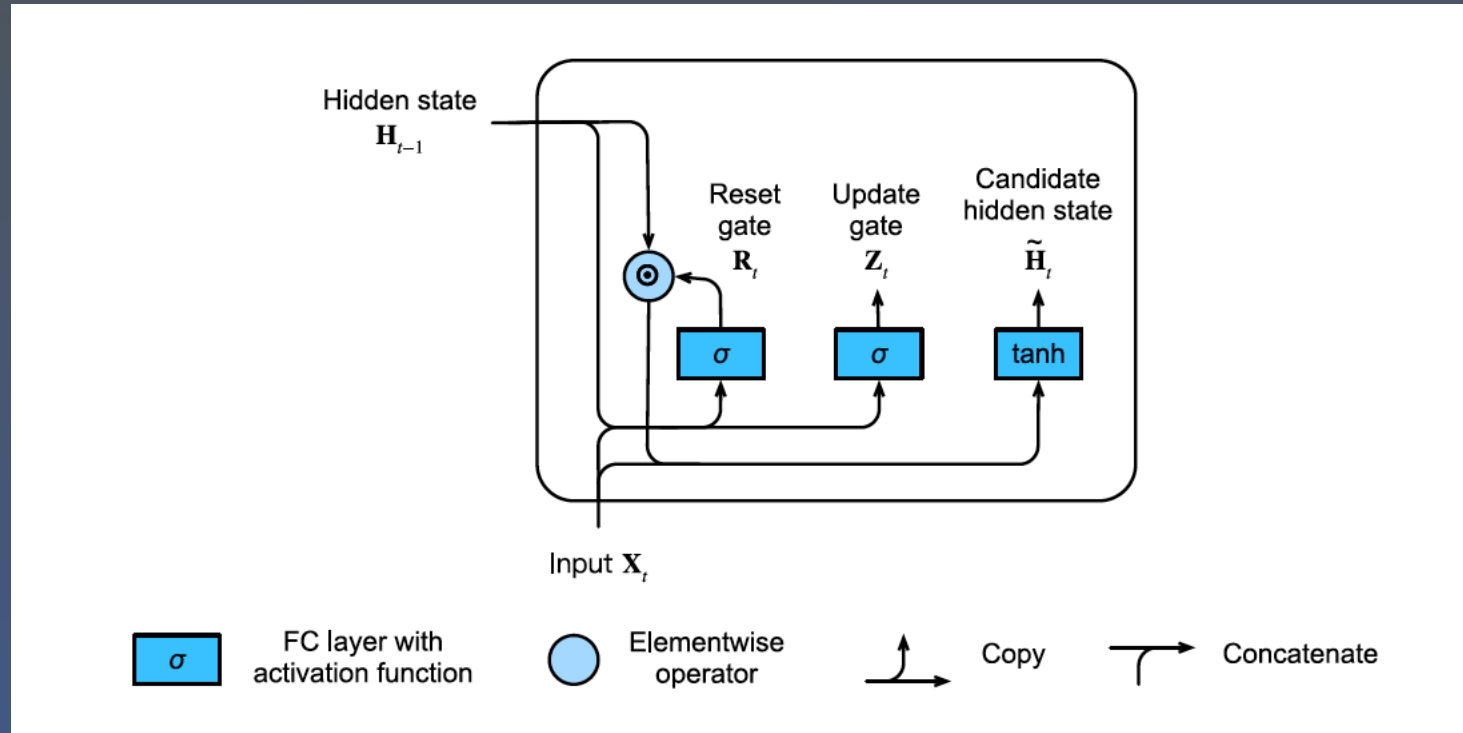 Hidden state
H_{t-1}
Reset
gate
R_t
Update
gate
Z_t
Candidate
hidden state
H̃_t
⊙
σ
σ
tanh
Input X_t
σ
FC layer with
activation function
Elementwise
operator
Copy
Concatenate